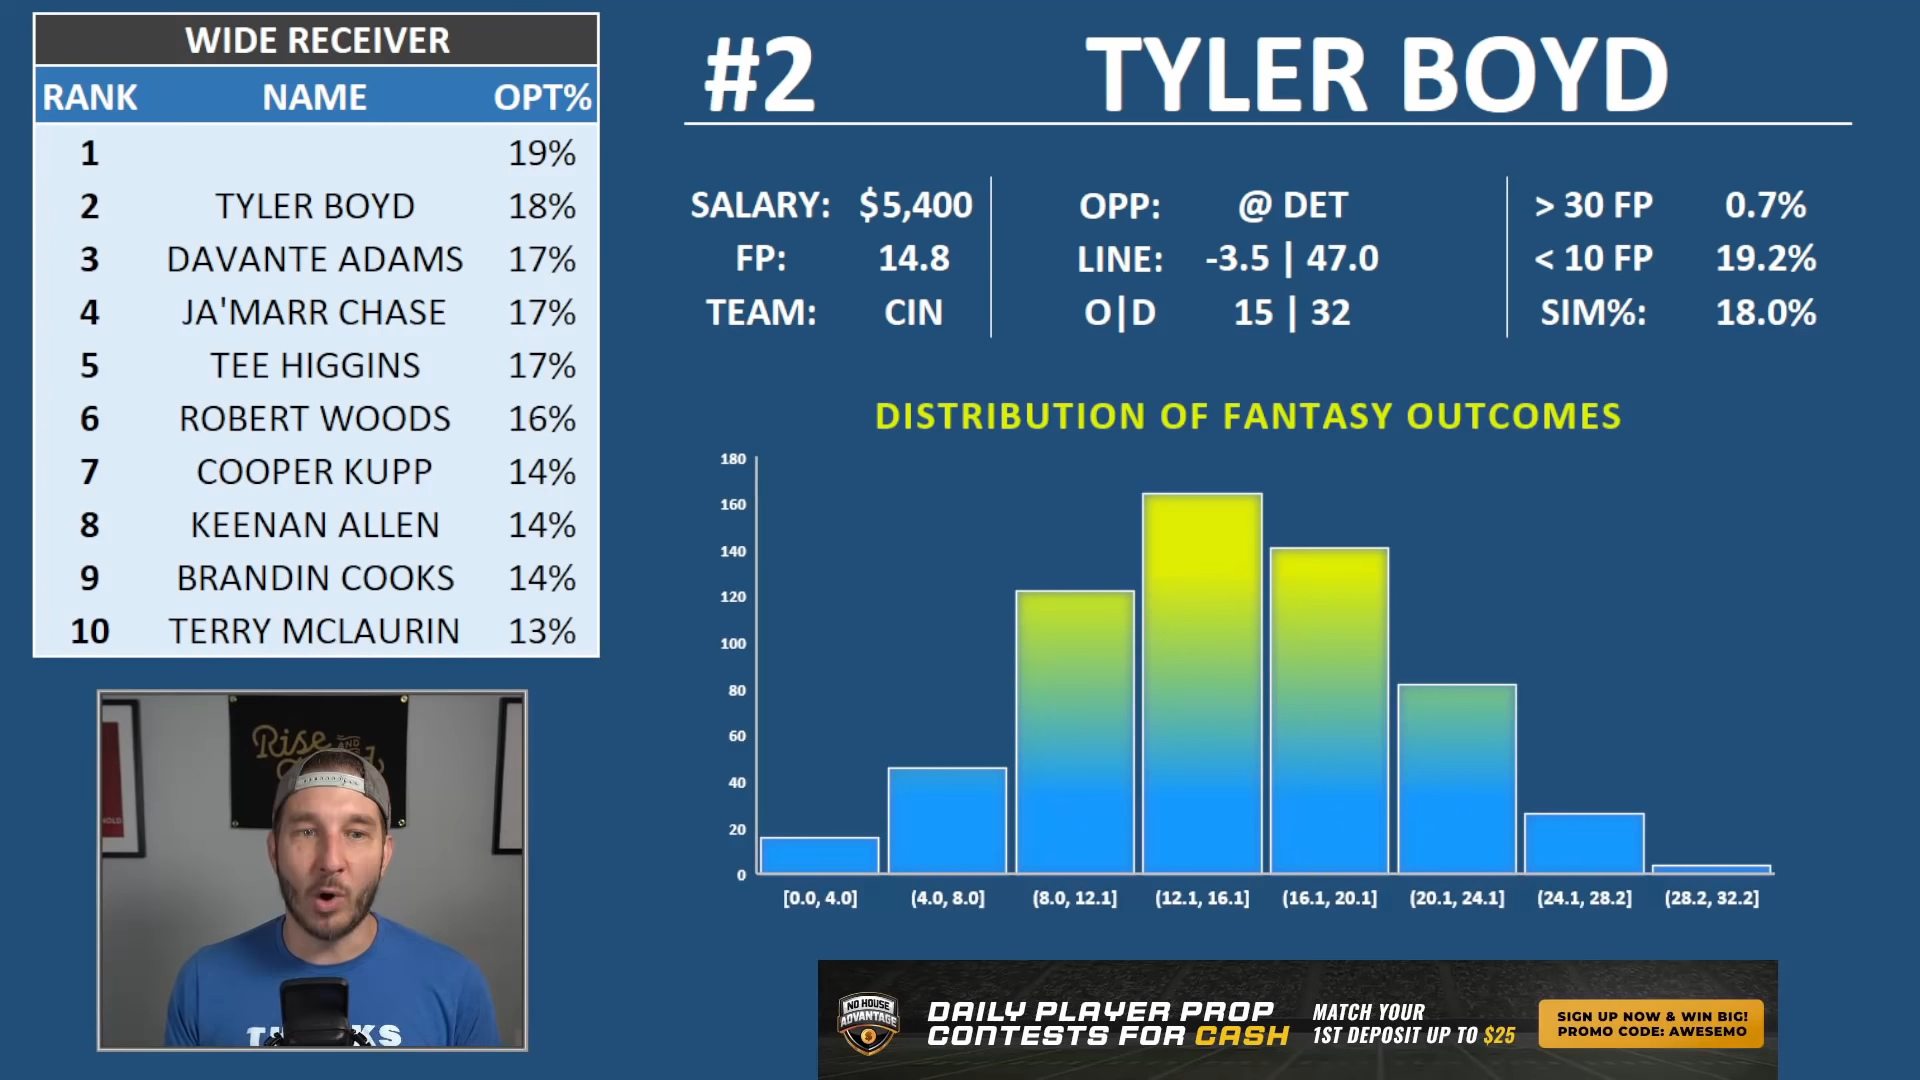 WIDE RECEIVER
RANK NAME OPT%
1 19%
2 TYLER BOYD 18%
3 DAVANTE ADAMS 17%
4 JA'MARR CHASE 17%
5 TEE HIGGINS 17%
6 ROBERT WOODS 16%
7 COOPER KUPP 14%
8 KEENAN ALLEN 14%
9 BRANDIN COOKS 14%
10 TERRY MCLAURIN 13%
#2 TYLER BOYD
SALARY: $5,400
FP: 14.8
TEAM: CIN
OPP: @ DET
LINE: -3.5 | 47.0
O|D 15 | 32
> 30 FP 0.7%
< 10 FP 19.2%
SIM%: 18.0%
DISTRIBUTION OF FANTASY OUTCOMES
180
160
140
120
100
80
60
40
20
0
[0.0, 4.0] (4.0, 8.0] (8.0, 12.1] (12.1, 16.1] (16.1, 20.1] (20.1, 24.1] (24.1, 28.2] (28.2, 32.2]
Rise AND
NO HOUSE
ADVANTAGE
DAILY PLAYER PROP
CONTESTS FOR CASH
MATCH YOUR
1ST DEPOSIT UP TO $25
SIGN UP NOW & WIN BIG!
PROMO CODE: AWESEMO